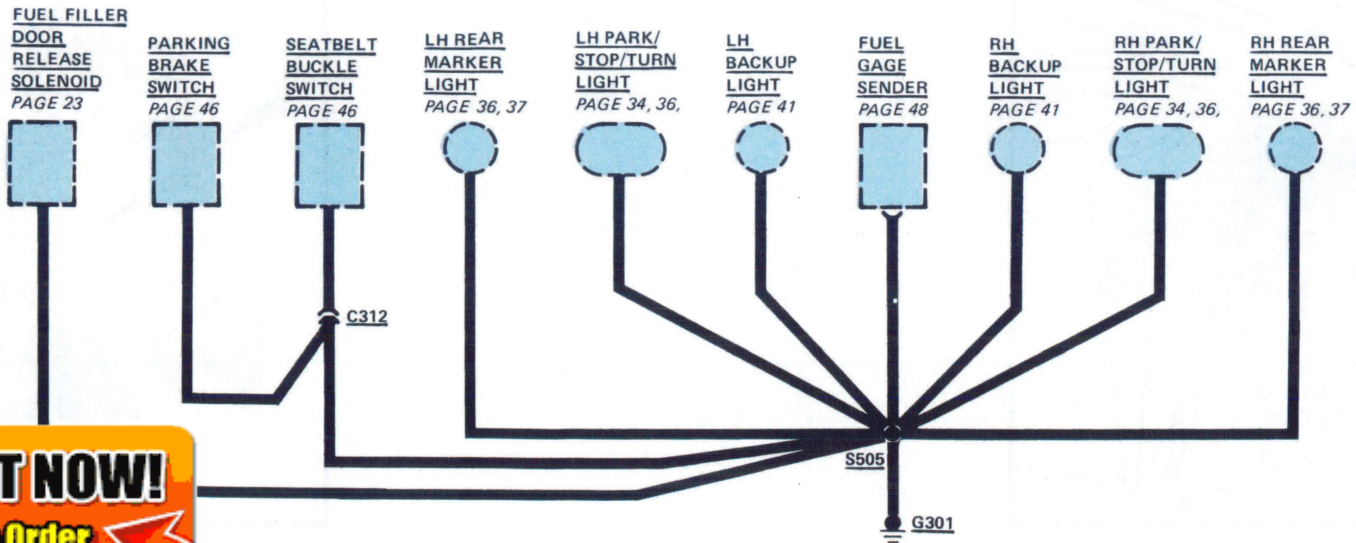 FUEL FILLER
DOOR
RELEASE
SOLENOID
PAGE 23
PARKING
BRAKE
SWITCH
PAGE 46
SEATBELT
BUCKLE
SWITCH
PAGE 46
LH REAR
MARKER
LIGHT
PAGE 36, 37
LH PARK/
STOP/TURN
LIGHT
PAGE 34, 36,
LH
BACKUP
LIGHT
PAGE 41
FUEL
GAGE
SENDER
PAGE 48
RH
BACKUP
LIGHT
PAGE 41
RH PARK/
STOP/TURN
LIGHT
PAGE 34, 36,
RH REAR
MARKER
LIGHT
PAGE 36, 37
C312
S505
G301
T NOW!
Order